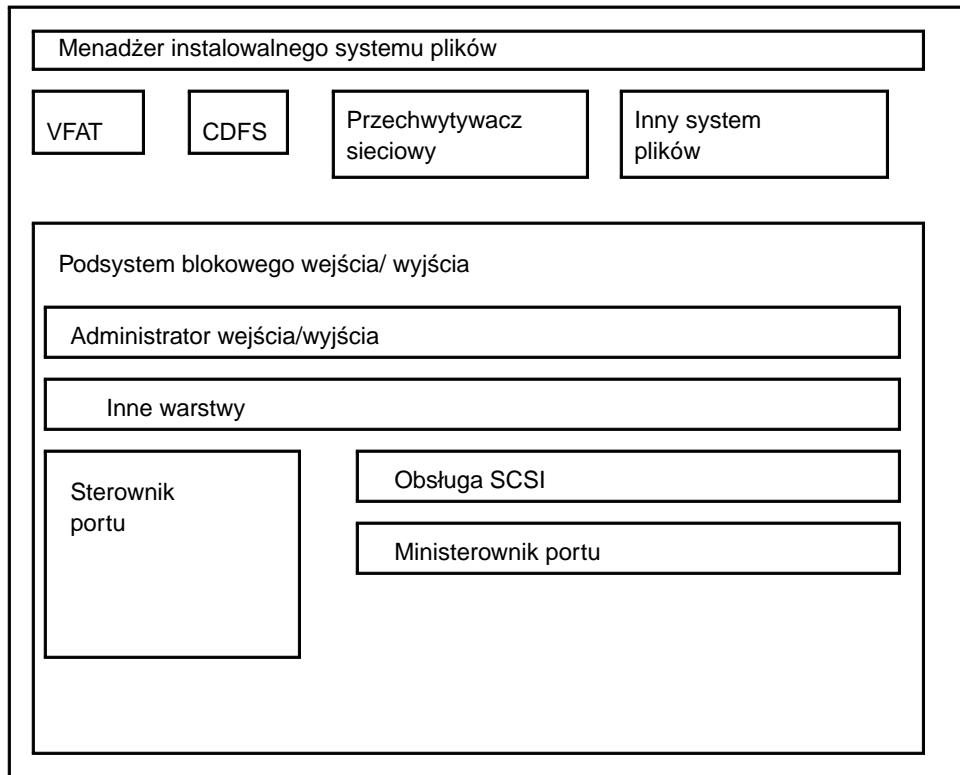 Menadżer instalowalnego systemu plików
VFAT
CDFS
Przechwytywacz
sieciowy
Inny system
plików
Podsystem blokowego wejścia/ wyjścia
Administrator wejścia/wyjścia
Inne warstwy
Sterownik
portu
Obsługa SCSI
Ministerownik portu